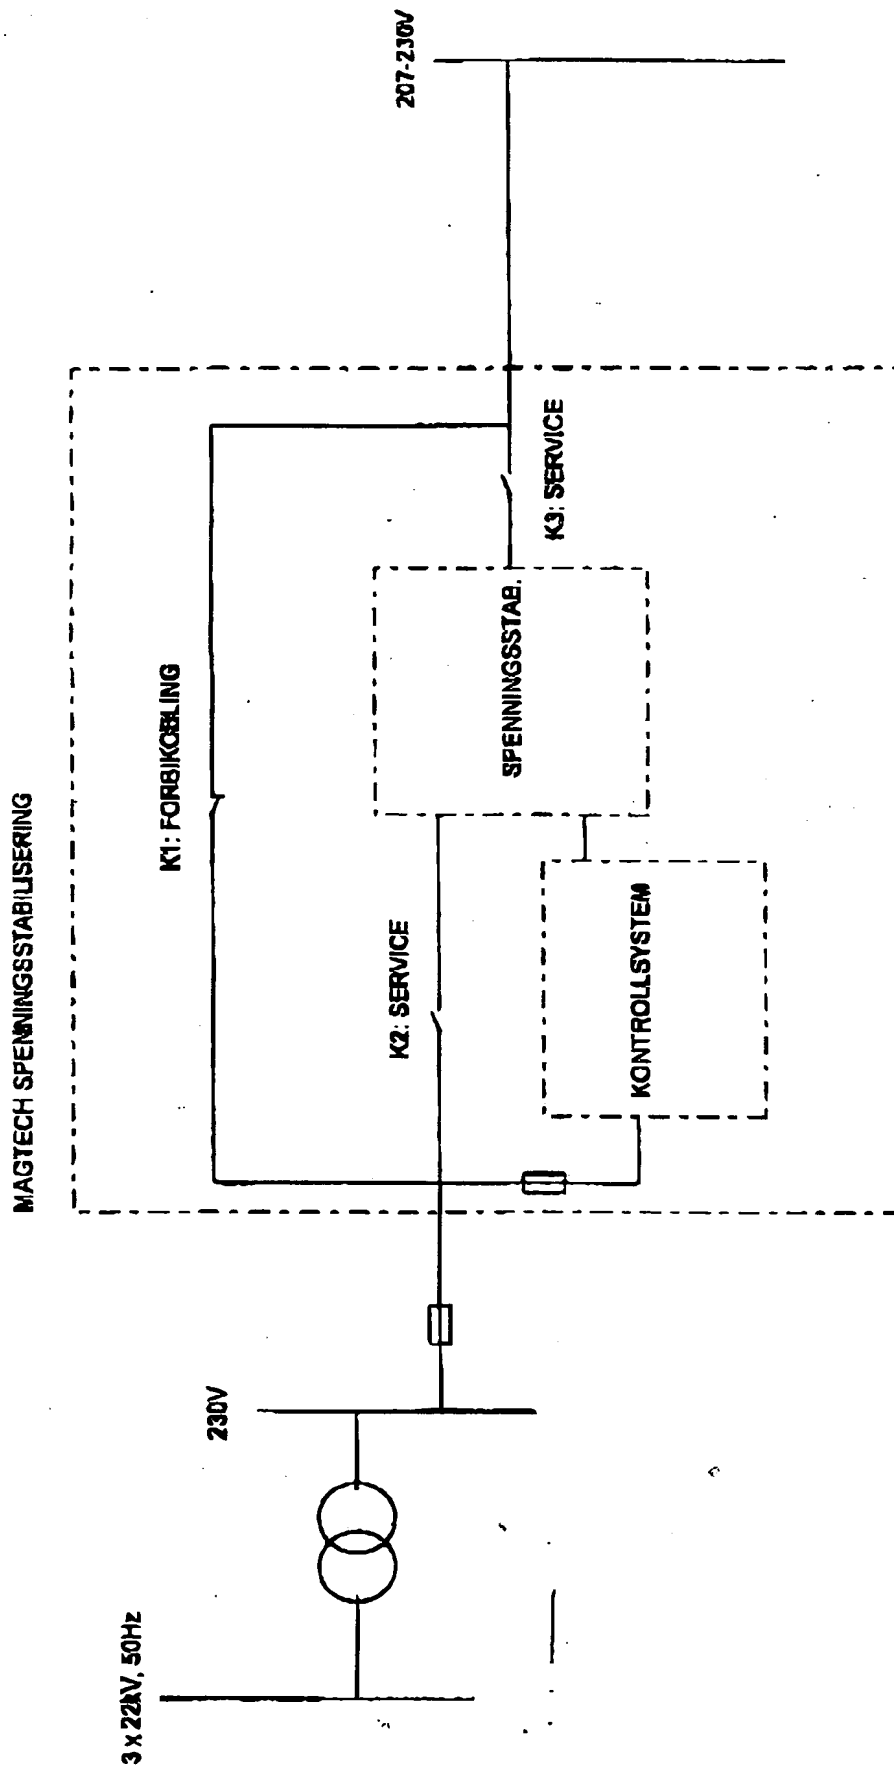 MAGTECH SPENNINGSSTABILISERING
3 x 22kV, 50Hz
230V
K1: FORBIKOBLING
K2: SERVICE
KONTROLLSYSTEM
SPENNINGSSTAB.
K3: SERVICE
207-230V